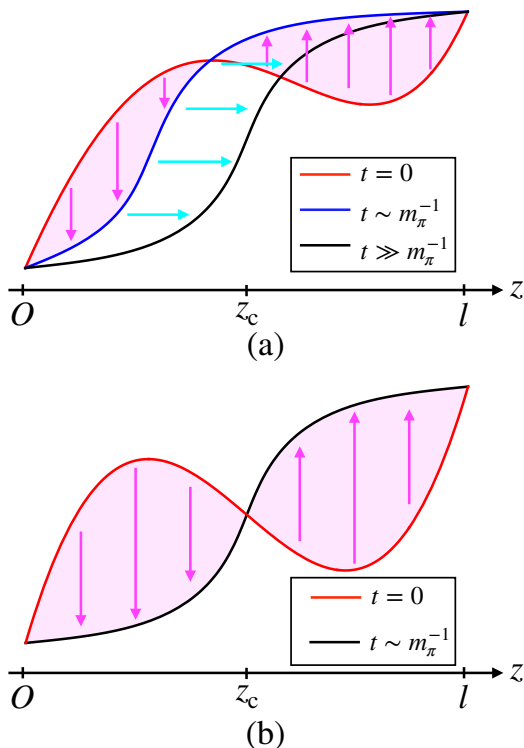 t = 0
t ∼ m_π^{-1}
t ≫ m_π^{-1}
z
O z_c l
(a)
t = 0
t ∼ m_π^{-1}
z
O z_c l
(b)